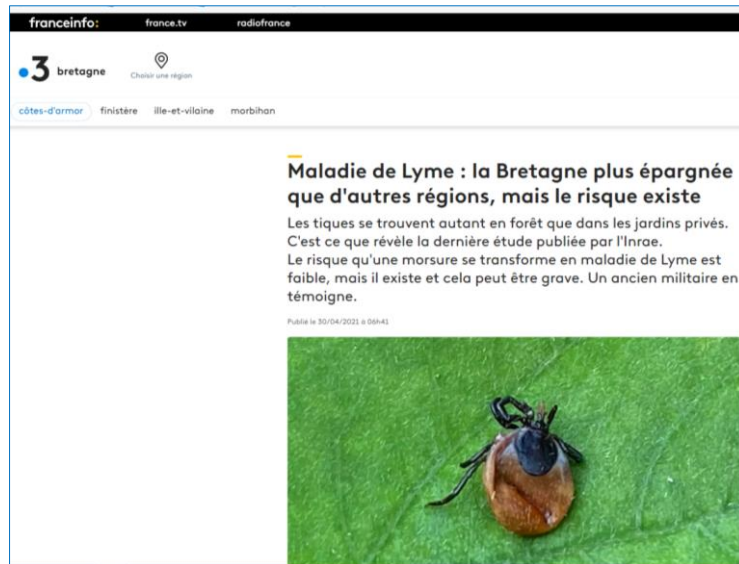 franceinfo: france.tv radiofrance
3 bretagne
Choisir une région
côtes-d'armor finistère ille-et-vilaine morbihan
Maladie de Lyme : la Bretagne plus épargnée
que d'autres régions, mais le risque existe
Les tiques se trouvent autant en forêt que dans les jardins privés.
C'est ce que révèle la dernière étude publiée par l'Inrae.
Le risque qu'une morsure se transforme en maladie de Lyme est
faible, mais il existe et cela peut être grave. Un ancien militaire en
témoigne.
Publié le 30/04/2021 à 06h41